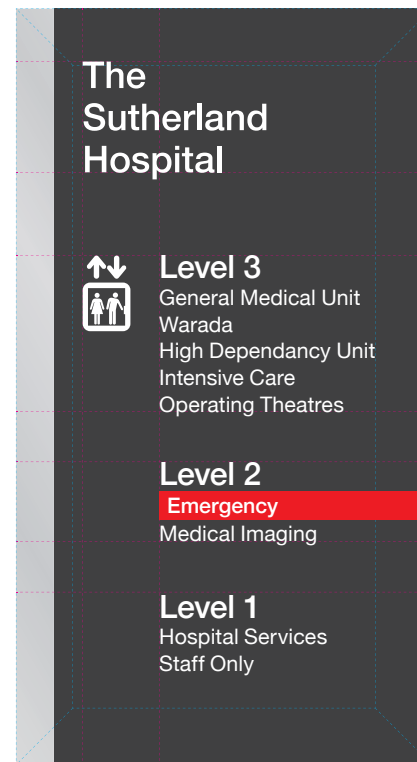 The
Sutherland
Hospital
Level 3
General Medical Unit
Warada
High Dependancy Unit
Intensive Care
Operating Theatres
Level 2
Emergency
Medical Imaging
Level 1
Hospital Services
Staff Only